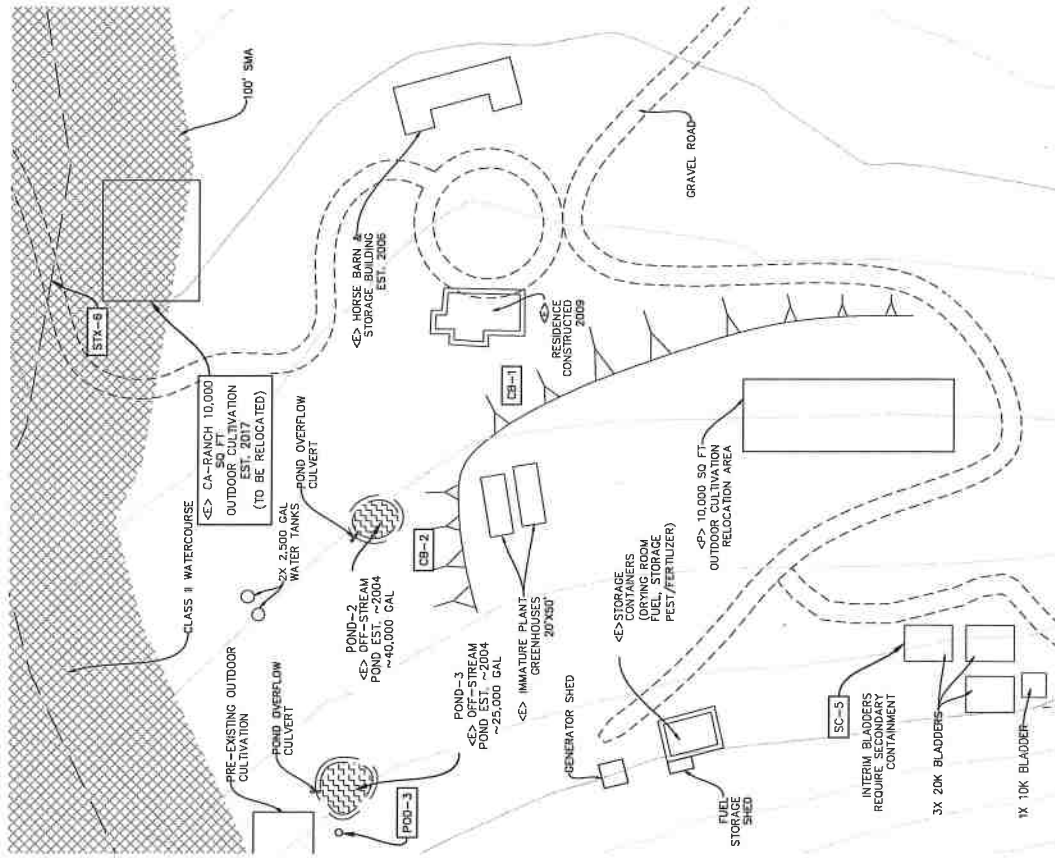 100' SMA
STX-6
<E> CA-RANCH 10,000
SQ FT
OUTDOOR CULTIVATION
EST. 2017
(TO BE RELOCATED)
<E> HORSE BARN &
STORAGE BUILDING
EST. 2006
GRAVEL ROAD
<E>
RESIDENCE
CONSTRUCTED
2009
CLASS II WATERCOURSE
2X 2,500 GAL
WATER TANKS
POND OVERFLOW
CULVERT
POND-2
<E> OFF-STREAM
POND EST. ~2004
~40,000 GAL
CB-1
CB-2
PRE-EXISTING OUTDOOR
CULTIVATION
POND OVERFLOW
CULVERT
POND-3
<E> OFF-STREAM
POND EST. ~2004
~25,000 GAL
POD-3
<E> IMMATURE PLANT
GREENHOUSES
20'X50'
<P> 10,000 SQ FT
OUTDOOR CULTIVATION
RELOCATION AREA
GENERATOR SHED
<E>STORAGE
CONTAINERS
(DRYING ROOM
FUEL, STORAGE
PEST/FERTILIZER)
FUEL
STORAGE
SHED
SC-5
INTERIM BLADDERS
REQUIRE SECONDARY
CONTAINMENT
3X 20K BLADDERS
1X 10K BLADDER